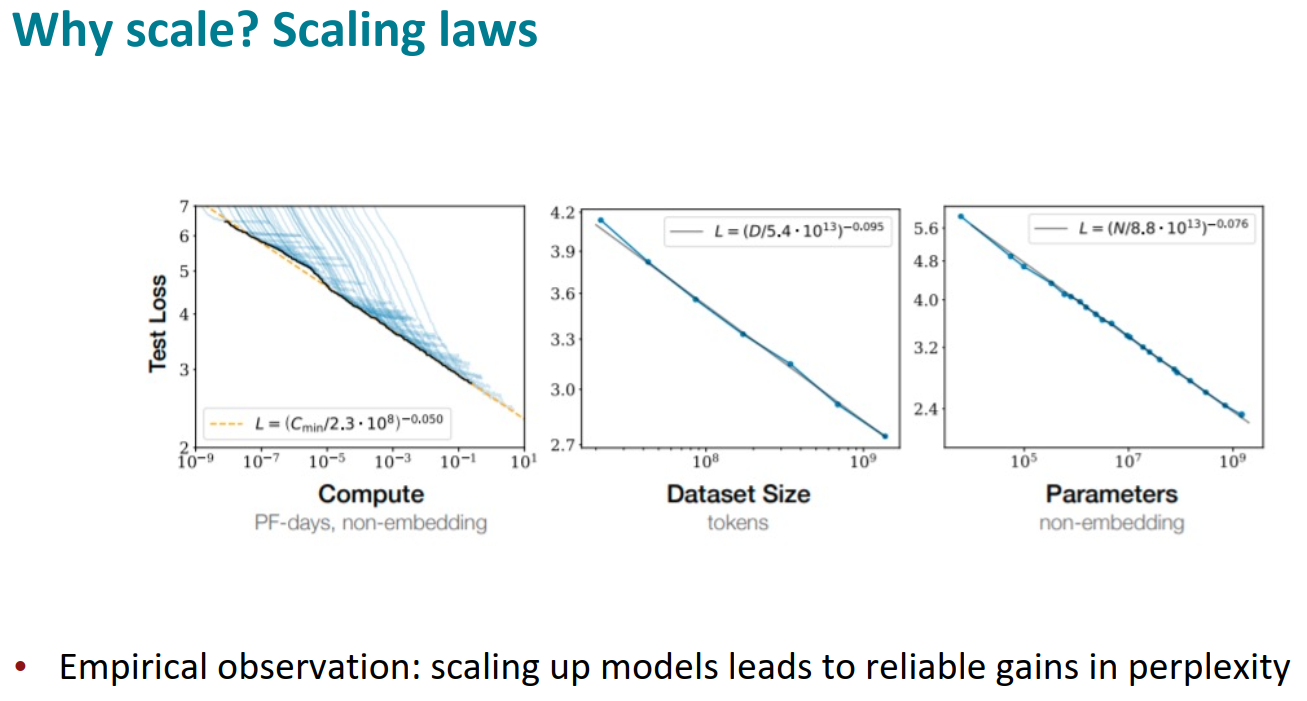 Why scale? Scaling laws
7
6
5
4
3
2
Test Loss
L = (C_min/2.3 · 10^8)^−0.050
10^−9 10^−7 10^−5 10^−3 10^−1 10^1
Compute
PF-days, non-embedding
4.2
3.9
3.6
3.3
3.0
2.7
L = (D/5.4 · 10^13)^−0.095
10^8 10^9
Dataset Size
tokens
5.6
4.8
4.0
3.2
2.4
L = (N/8.8 · 10^13)^−0.076
10^5 10^7 10^9
Parameters
non-embedding
• Empirical observation: scaling up models leads to reliable gains in perplexity